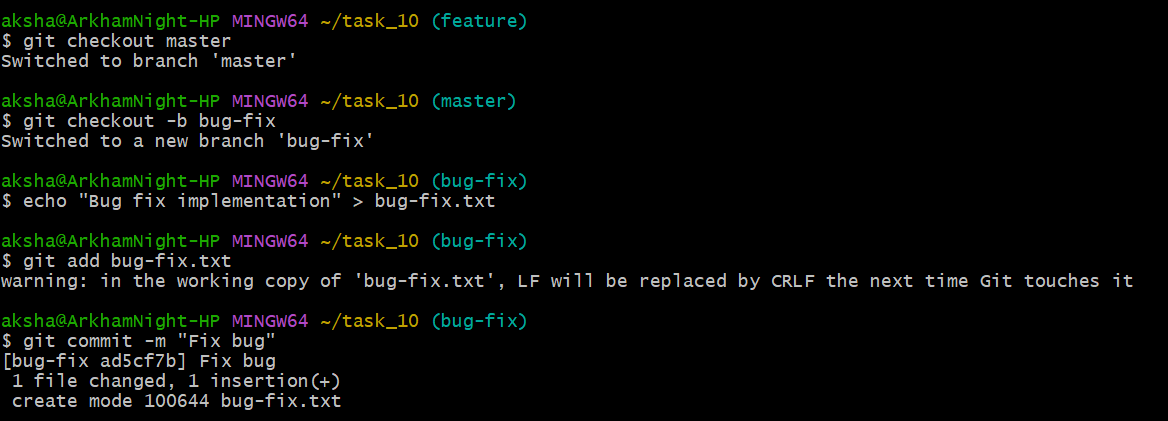 aksha@ArkhamNight-HP MINGW64 ~/task_10 (feature)
$ git checkout master
Switched to branch 'master'
aksha@ArkhamNight-HP MINGW64 ~/task_10 (master)
$ git checkout -b bug-fix
Switched to a new branch 'bug-fix'
aksha@ArkhamNight-HP MINGW64 ~/task_10 (bug-fix)
$ echo "Bug fix implementation" > bug-fix.txt
aksha@ArkhamNight-HP MINGW64 ~/task_10 (bug-fix)
$ git add bug-fix.txt
warning: in the working copy of 'bug-fix.txt', LF will be replaced by CRLF the next time Git touches it
aksha@ArkhamNight-HP MINGW64 ~/task_10 (bug-fix)
$ git commit -m "Fix bug"
[bug-fix ad5cf7b] Fix bug
 1 file changed, 1 insertion(+)
 create mode 100644 bug-fix.txt